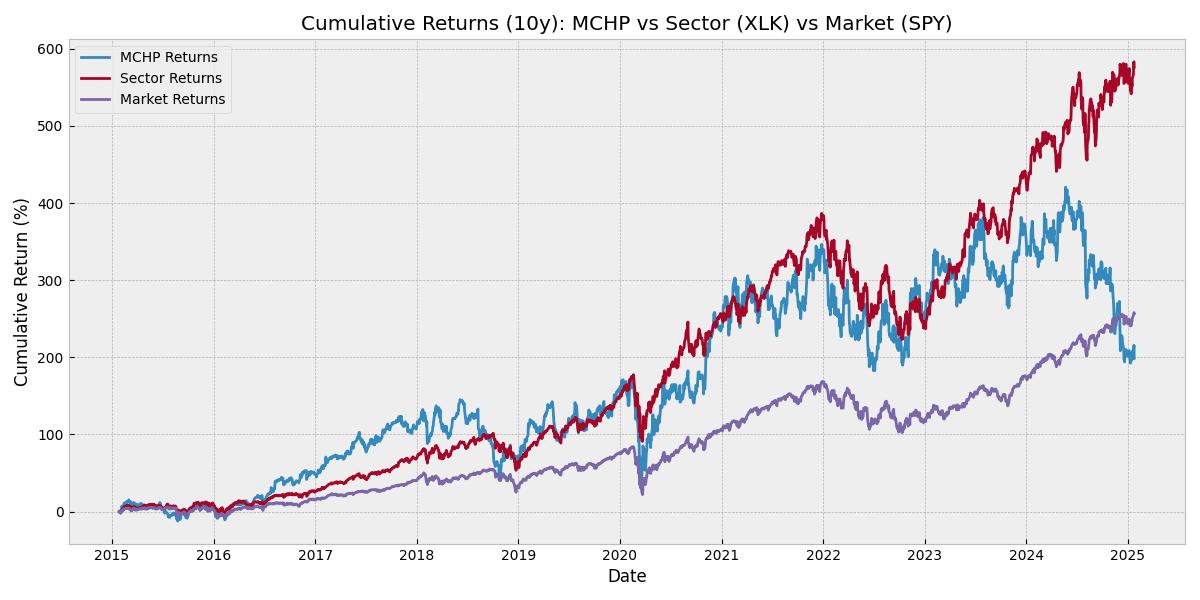 Cumulative Returns (10y): MCHP vs Sector (XLK) vs Market (SPY)
MCHP Returns
Sector Returns
Market Returns
Cumulative Return (%)
600
500
400
300
200
100
0
2015 2016 2017 2018 2019 2020 2021 2022 2023 2024 2025
Date